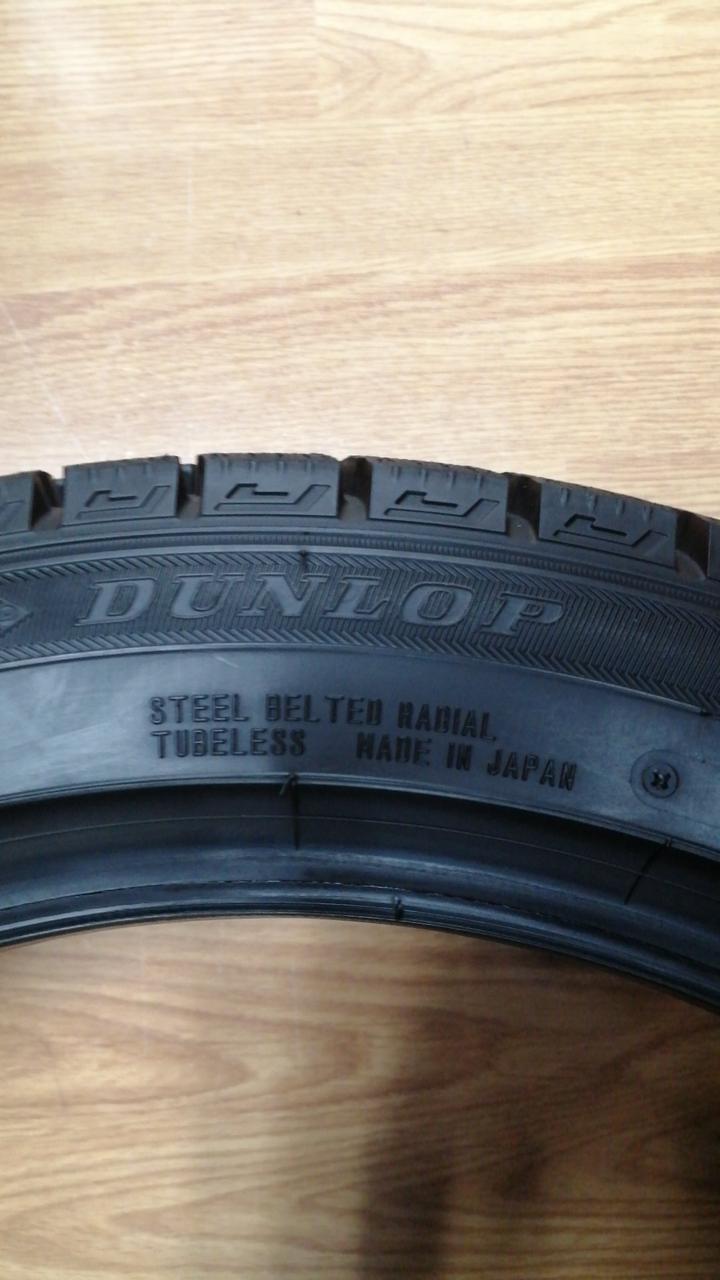 DUNLOP
STEEL BELTED RADIAL
TUBELESS MADE IN JAPAN